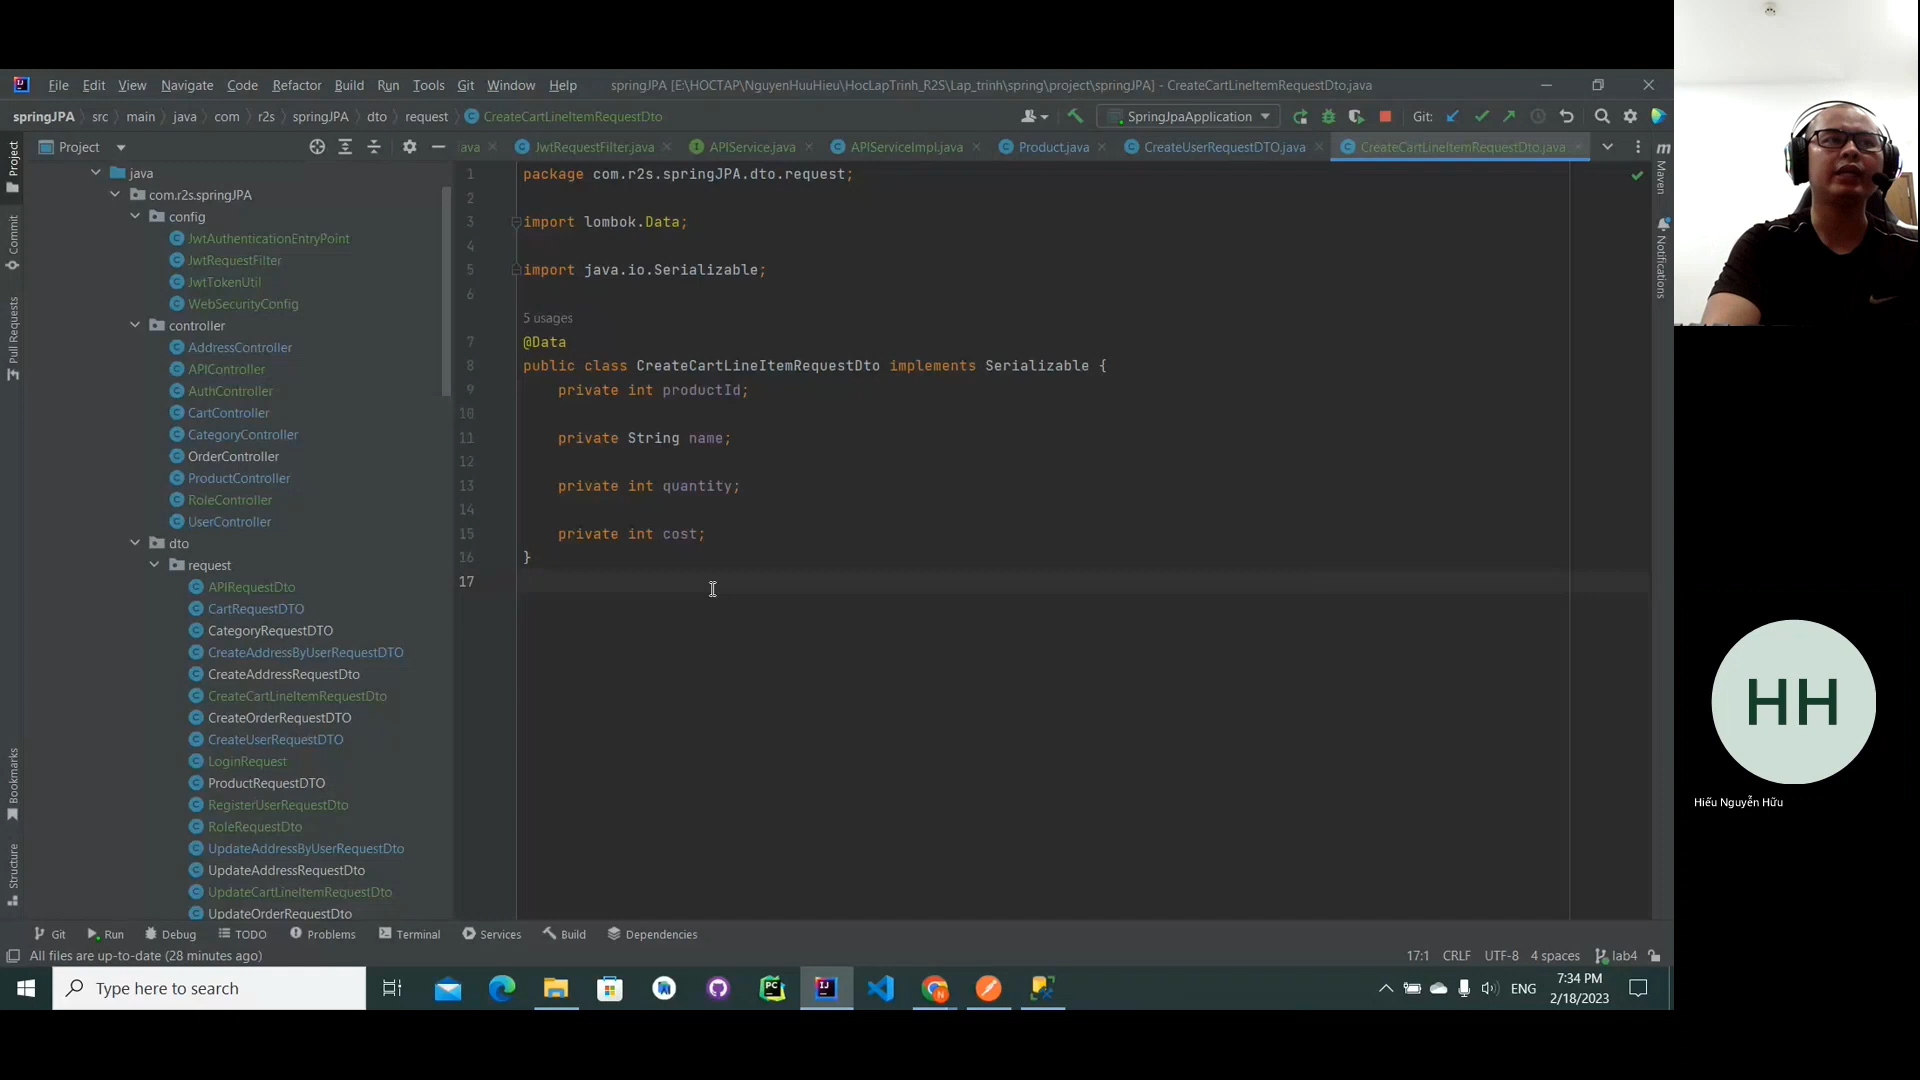 File Edit View Navigate Code Refactor Build Run Tools Git Window Help springJPA [E:\HOCTAP\NguyenHuuHieu\HocLapTrinh_R2S\Lap_trinh\spring\project\springJPA] - CreateCartLineItemRequestDto.java
springJPA src main java com r2s springJPA dto request CreateCartLineItemRequestDto SpringJpaApplication Git:
Project ava JwtRequestFilter.java APIService.java APIServiceImpl.java Product.java CreateUserRequestDTO.java CreateCartLineItemRequestDto.java
Project
Commit
Pull Requests
Bookmarks
Structure
java
com.r2s.springJPA
config
JwtAuthenticationEntryPoint
JwtRequestFilter
JwtTokenUtil
WebSecurityConfig
controller
AddressController
APIController
AuthController
CartController
CategoryController
OrderController
ProductController
RoleController
UserController
dto
request
APIRequestDto
CartRequestDTO
CategoryRequestDTO
CreateAddressByUserRequestDTO
CreateAddressRequestDto
CreateCartLineItemRequestDto
CreateOrderRequestDTO
CreateUserRequestDTO
LoginRequest
ProductRequestDTO
RegisterUserRequestDto
RoleRequestDto
UpdateAddressByUserRequestDto
UpdateAddressRequestDto
UpdateCartLineItemRequestDto
UpdateOrderRequestDto
1 package com.r2s.springJPA.dto.request;
2
3 import lombok.Data;
4
5 import java.io.Serializable;
6
5 usages
7 @Data
8 public class CreateCartLineItemRequestDto implements Serializable {
9 private int productId;
10
11 private String name;
12
13 private int quantity;
14
15 private int cost;
16 }
17
Maven
Notifications
HH
Hiếu Nguyễn Hữu
Git Run Debug TODO Problems Terminal Services Build Dependencies
All files are up-to-date (28 minutes ago) 17:1 CRLF UTF-8 4 spaces lab4
Type here to search ENG 7:34 PM
2/18/2023